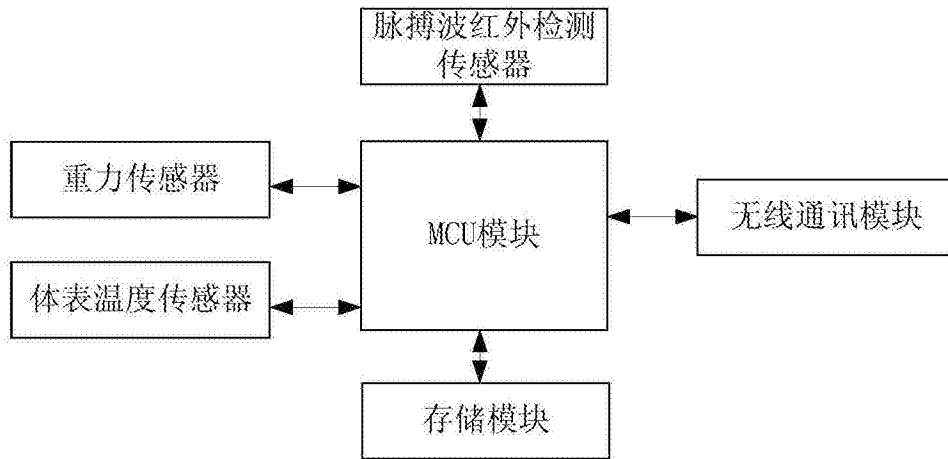 脉搏波红外检测
传感器
重力传感器
MCU模块
无线通讯模块
体表温度传感器
存储模块